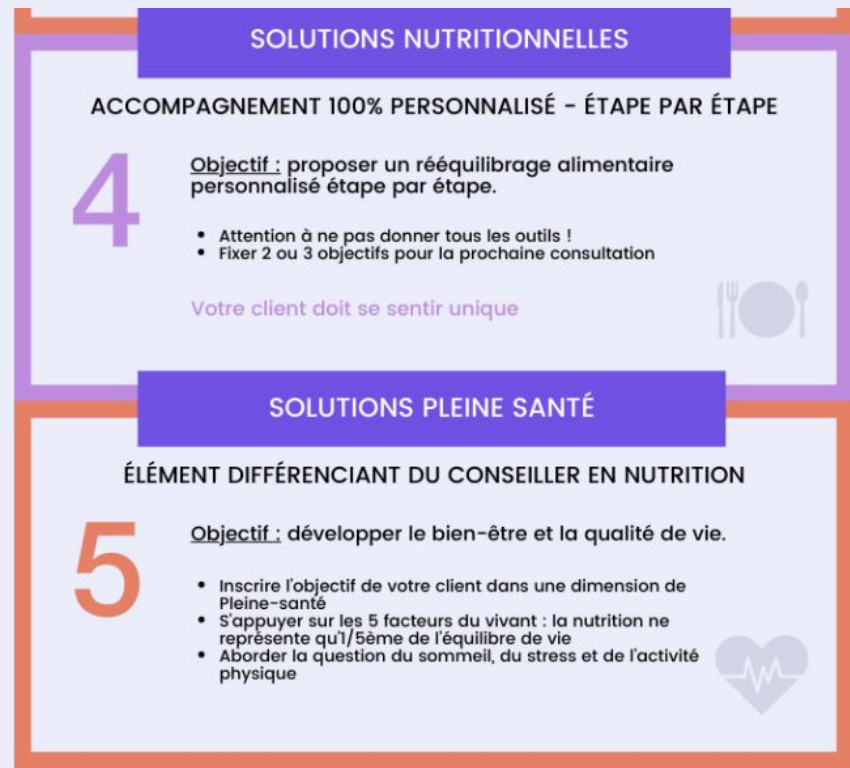 SOLUTIONS NUTRITIONNELLES
ACCOMPAGNEMENT 100% PERSONNALISÉ - ÉTAPE PAR ÉTAPE
4
Objectif : proposer un rééquilibrage alimentaire
personnalisé étape par étape.
• Attention à ne pas donner tous les outils !
• Fixer 2 ou 3 objectifs pour la prochaine consultation
Votre client doit se sentir unique
SOLUTIONS PLEINE SANTÉ
ÉLÉMENT DIFFÉRENCIANT DU CONSEILLER EN NUTRITION
5
Objectif : développer le bien-être et la qualité de vie.
• Inscrire l'objectif de votre client dans une dimension de
Pleine-santé
• S'appuyer sur les 5 facteurs du vivant : la nutrition ne
représente qu'1/5ème de l'équilibre de vie
• Aborder la question du sommeil, du stress et de l'activité
physique